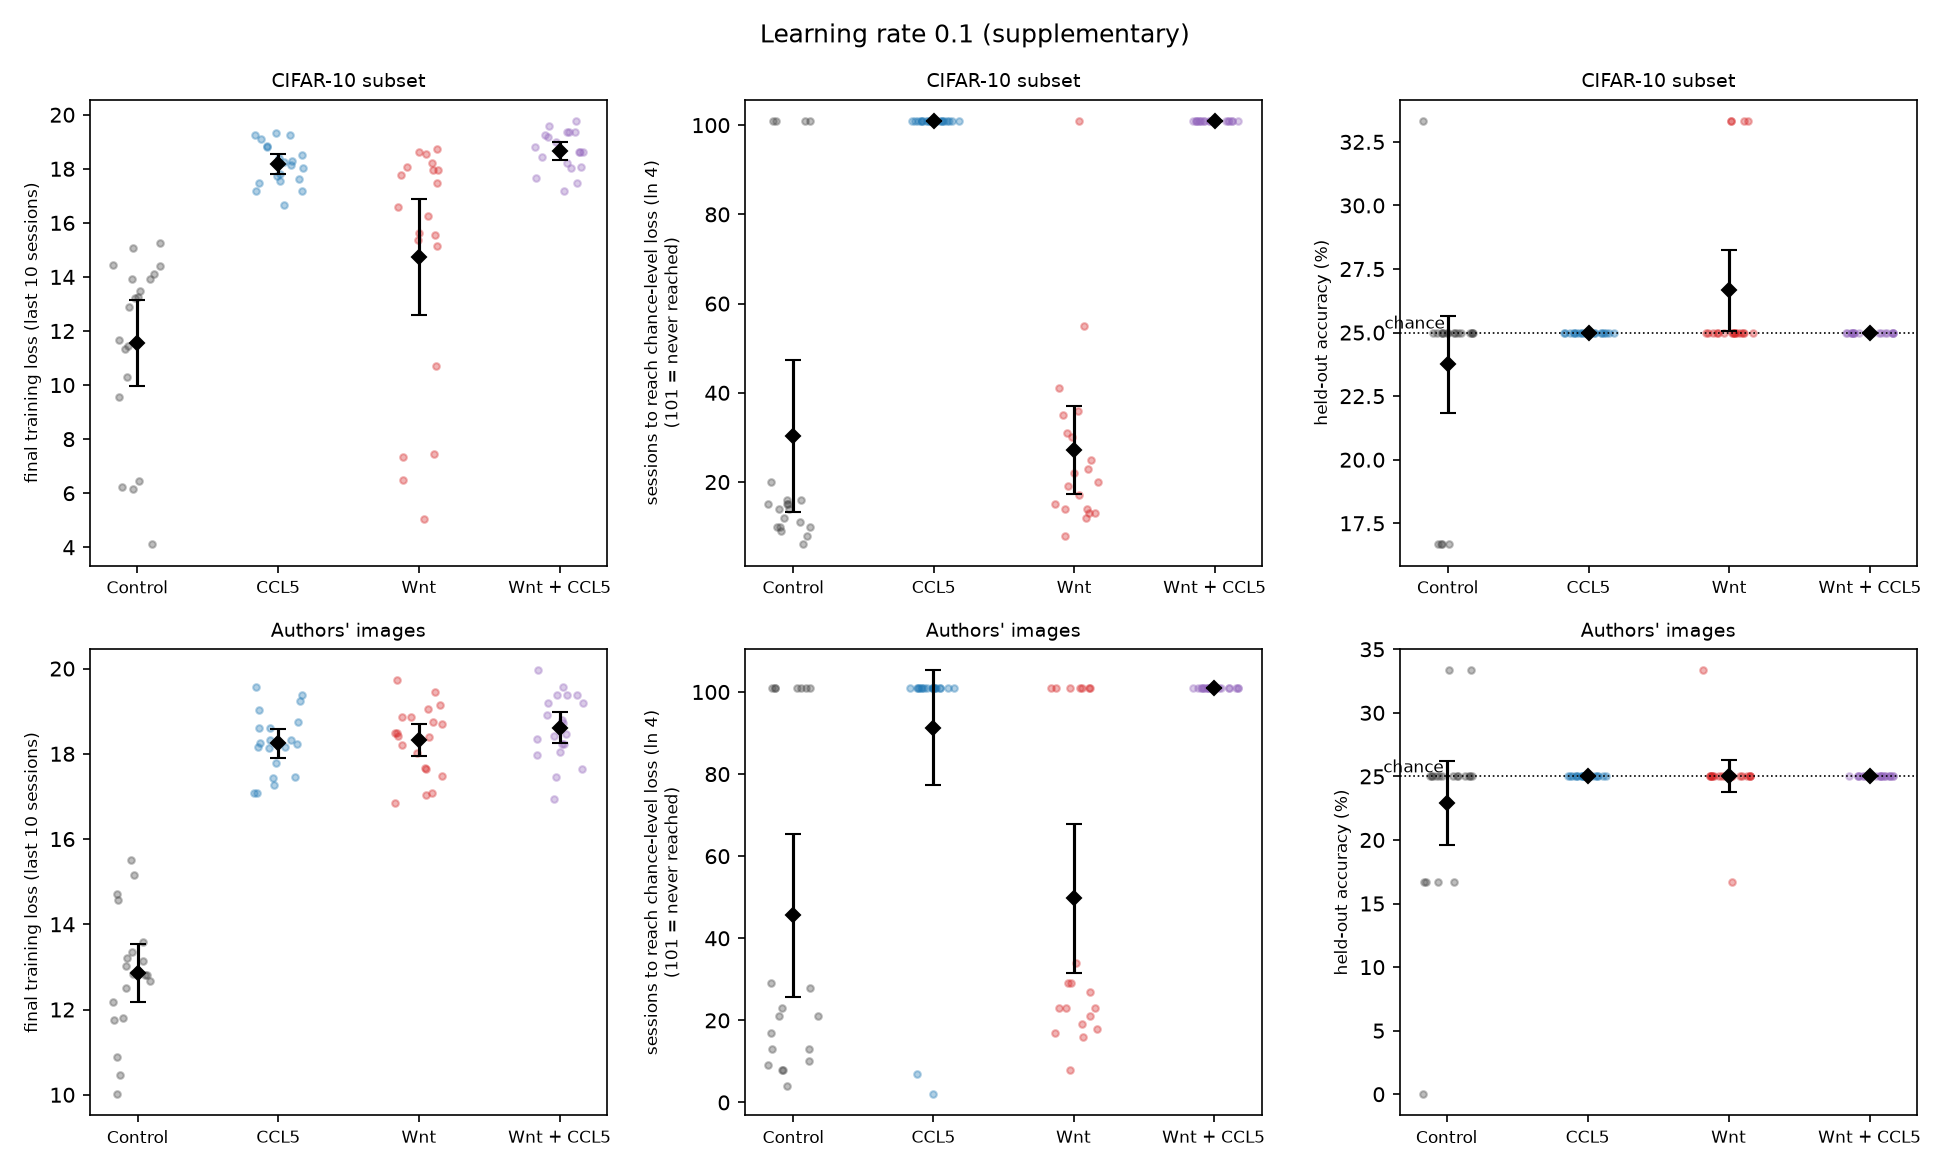 Learning rate 0.1 (supplementary)
CIFAR-10 subset
final training loss (last 10 sessions)
20
18
16
14
12
10
8
6
4
Control
CCL5
Wnt
Wnt + CCL5
CIFAR-10 subset
sessions to reach chance-level loss (ln 4)
(101 = never reached)
100
80
60
40
20
Control
CCL5
Wnt
Wnt + CCL5
CIFAR-10 subset
held-out accuracy (%)
32.5
30.0
27.5
25.0
22.5
20.0
17.5
chance
Control
CCL5
Wnt
Wnt + CCL5
Authors' images
final training loss (last 10 sessions)
20
18
16
14
12
10
Control
CCL5
Wnt
Wnt + CCL5
Authors' images
sessions to reach chance-level loss (ln 4)
(101 = never reached)
100
80
60
40
20
0
Control
CCL5
Wnt
Wnt + CCL5
Authors' images
held-out accuracy (%)
35
30
25
20
15
10
5
0
chance
Control
CCL5
Wnt
Wnt + CCL5